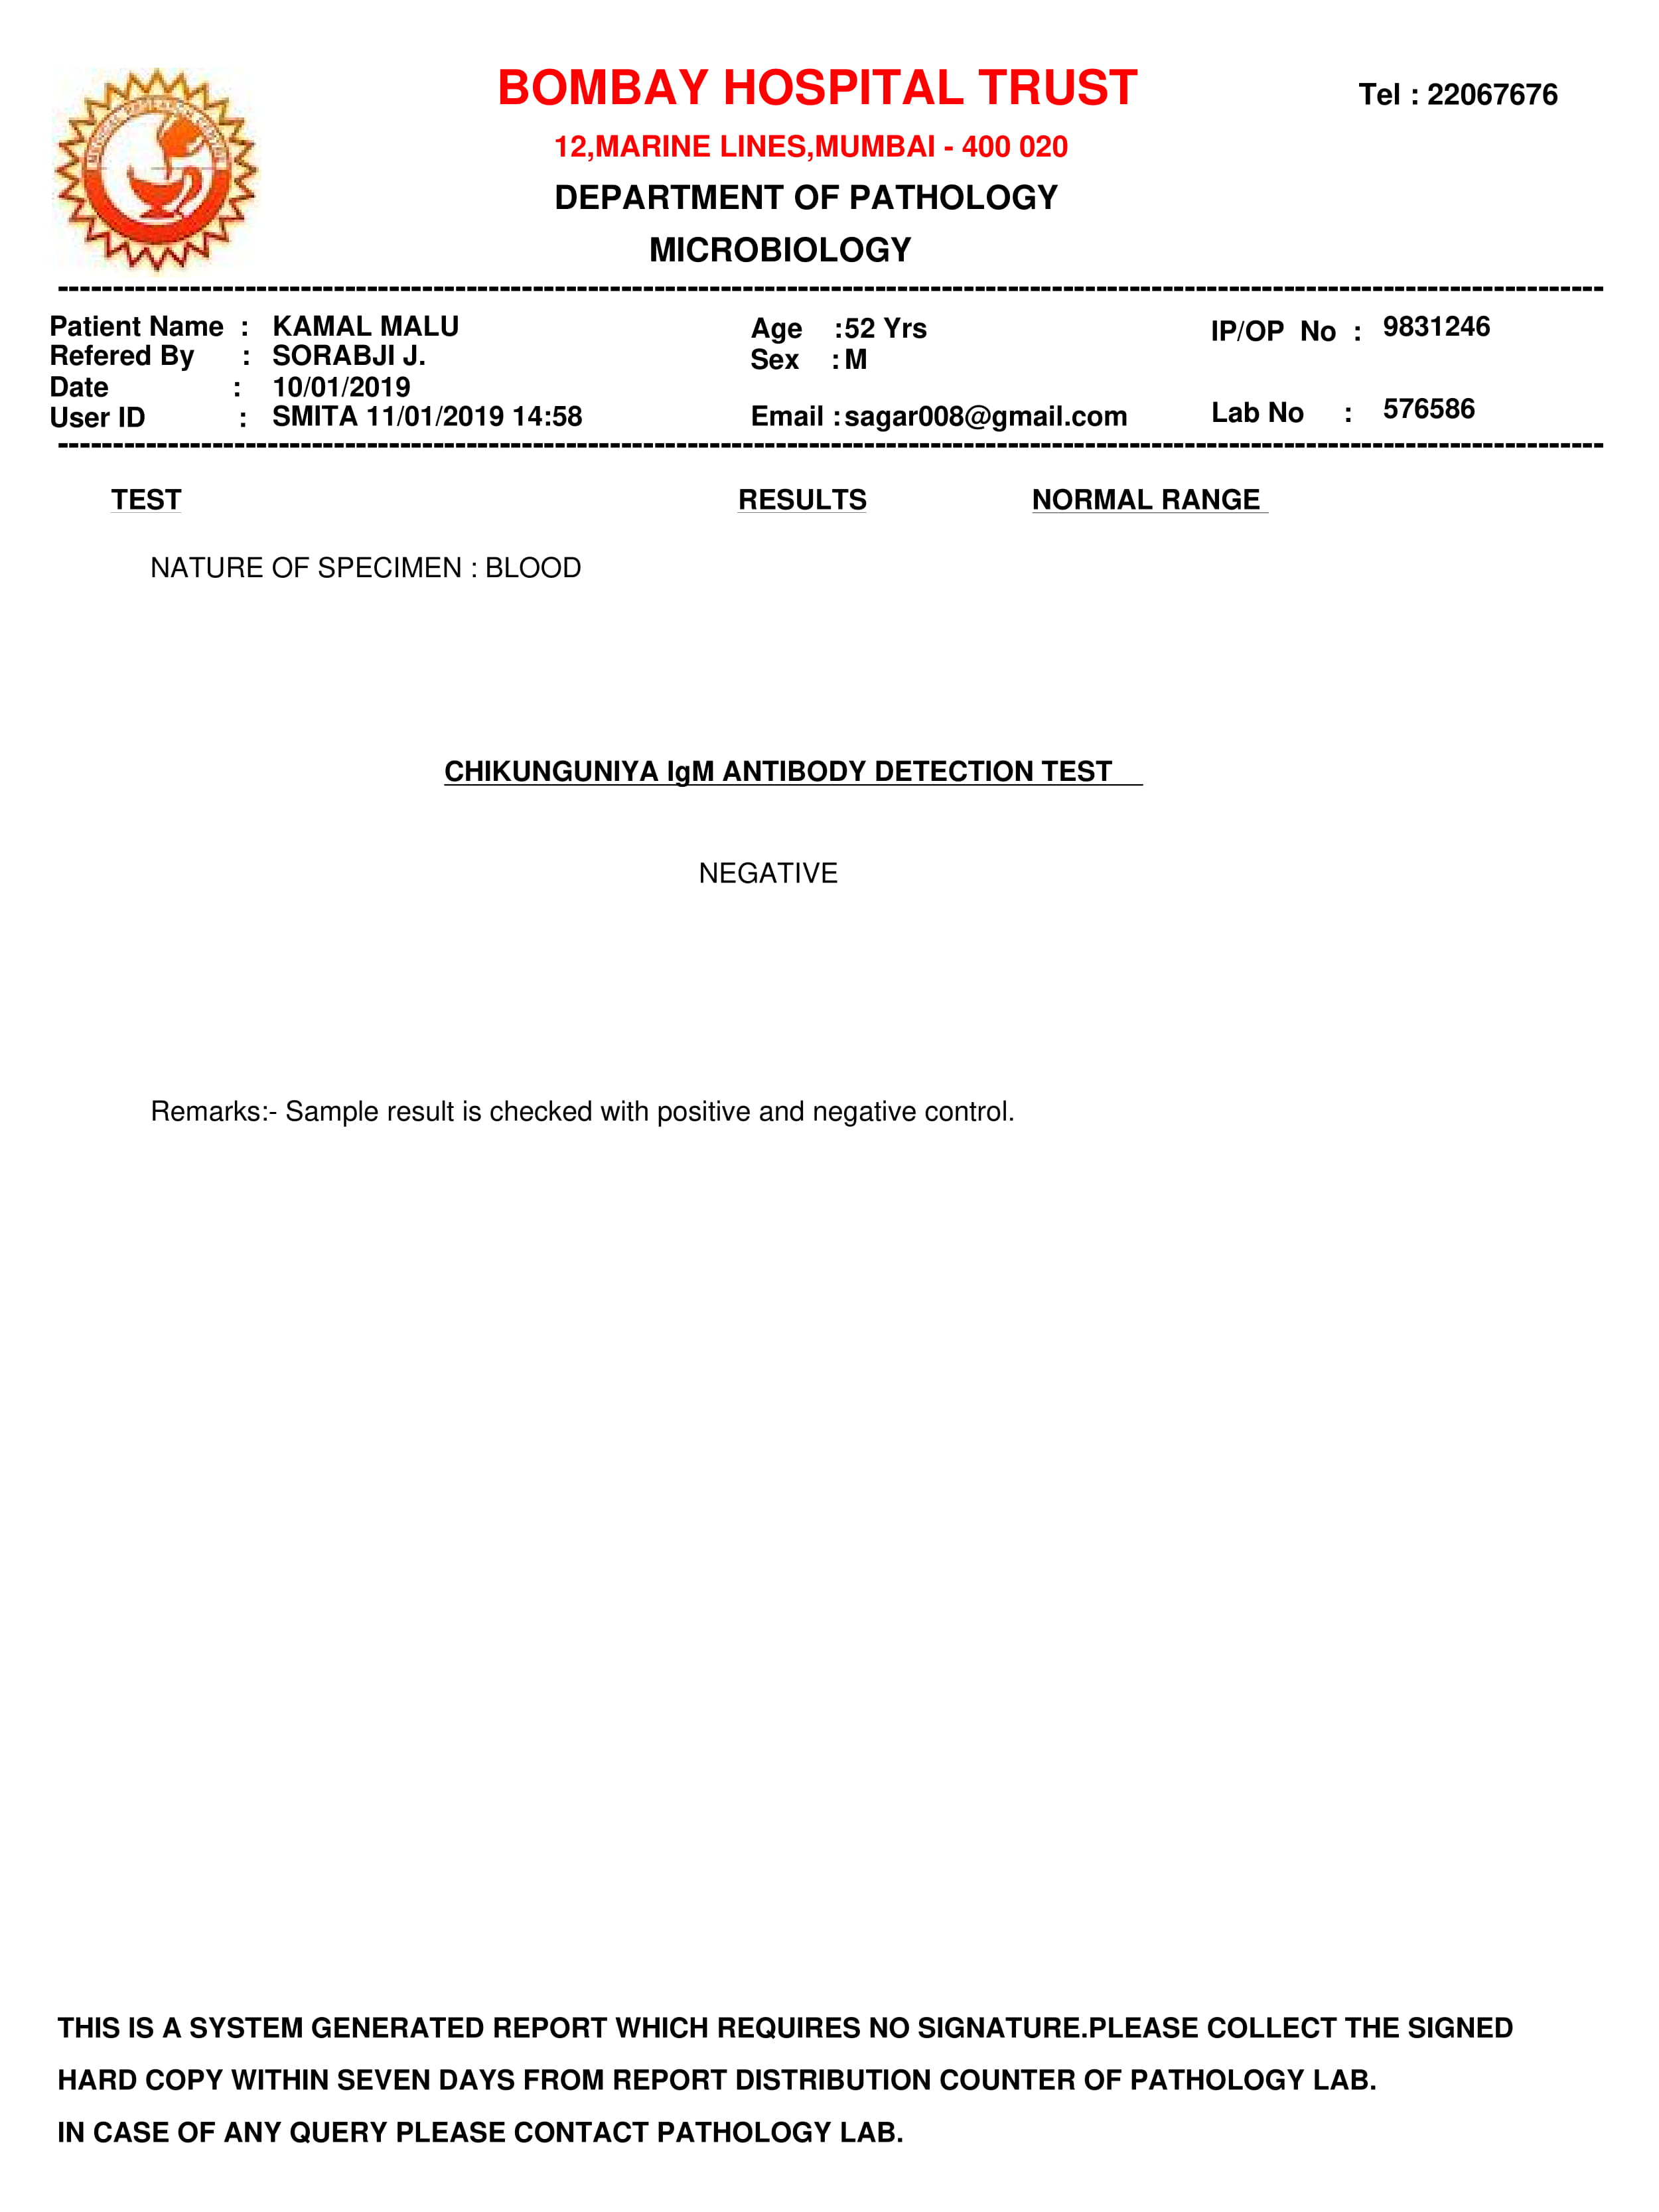 BOMBAY HOSPITAL TRUST
Tel : 22067676
12,MARINE LINES,MUMBAI - 400 020
DEPARTMENT OF PATHOLOGY
MICROBIOLOGY
Patient Name : KAMAL MALU Age :52 Yrs IP/OP No : 9831246
Refered By : SORABJI J. Sex : M
Date : 10/01/2019
User ID : SMITA 11/01/2019 14:58 Email : sagar008@gmail.com Lab No : 576586
TEST RESULTS NORMAL RANGE
NATURE OF SPECIMEN : BLOOD
CHIKUNGUNIYA IgM ANTIBODY DETECTION TEST
NEGATIVE
Remarks:- Sample result is checked with positive and negative control.
THIS IS A SYSTEM GENERATED REPORT WHICH REQUIRES NO SIGNATURE.PLEASE COLLECT THE SIGNED
HARD COPY WITHIN SEVEN DAYS FROM REPORT DISTRIBUTION COUNTER OF PATHOLOGY LAB.
IN CASE OF ANY QUERY PLEASE CONTACT PATHOLOGY LAB.